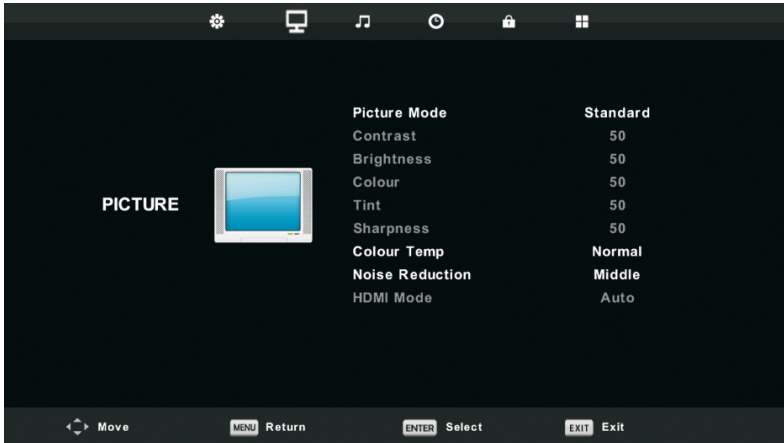 Picture Mode Standard
Contrast 50
Brightness 50
Colour 50
PICTURE
Tint 50
Sharpness 50
Colour Temp Normal
Noise Reduction Middle
HDMI Mode Auto
Move MENU Return ENTER Select EXIT Exit